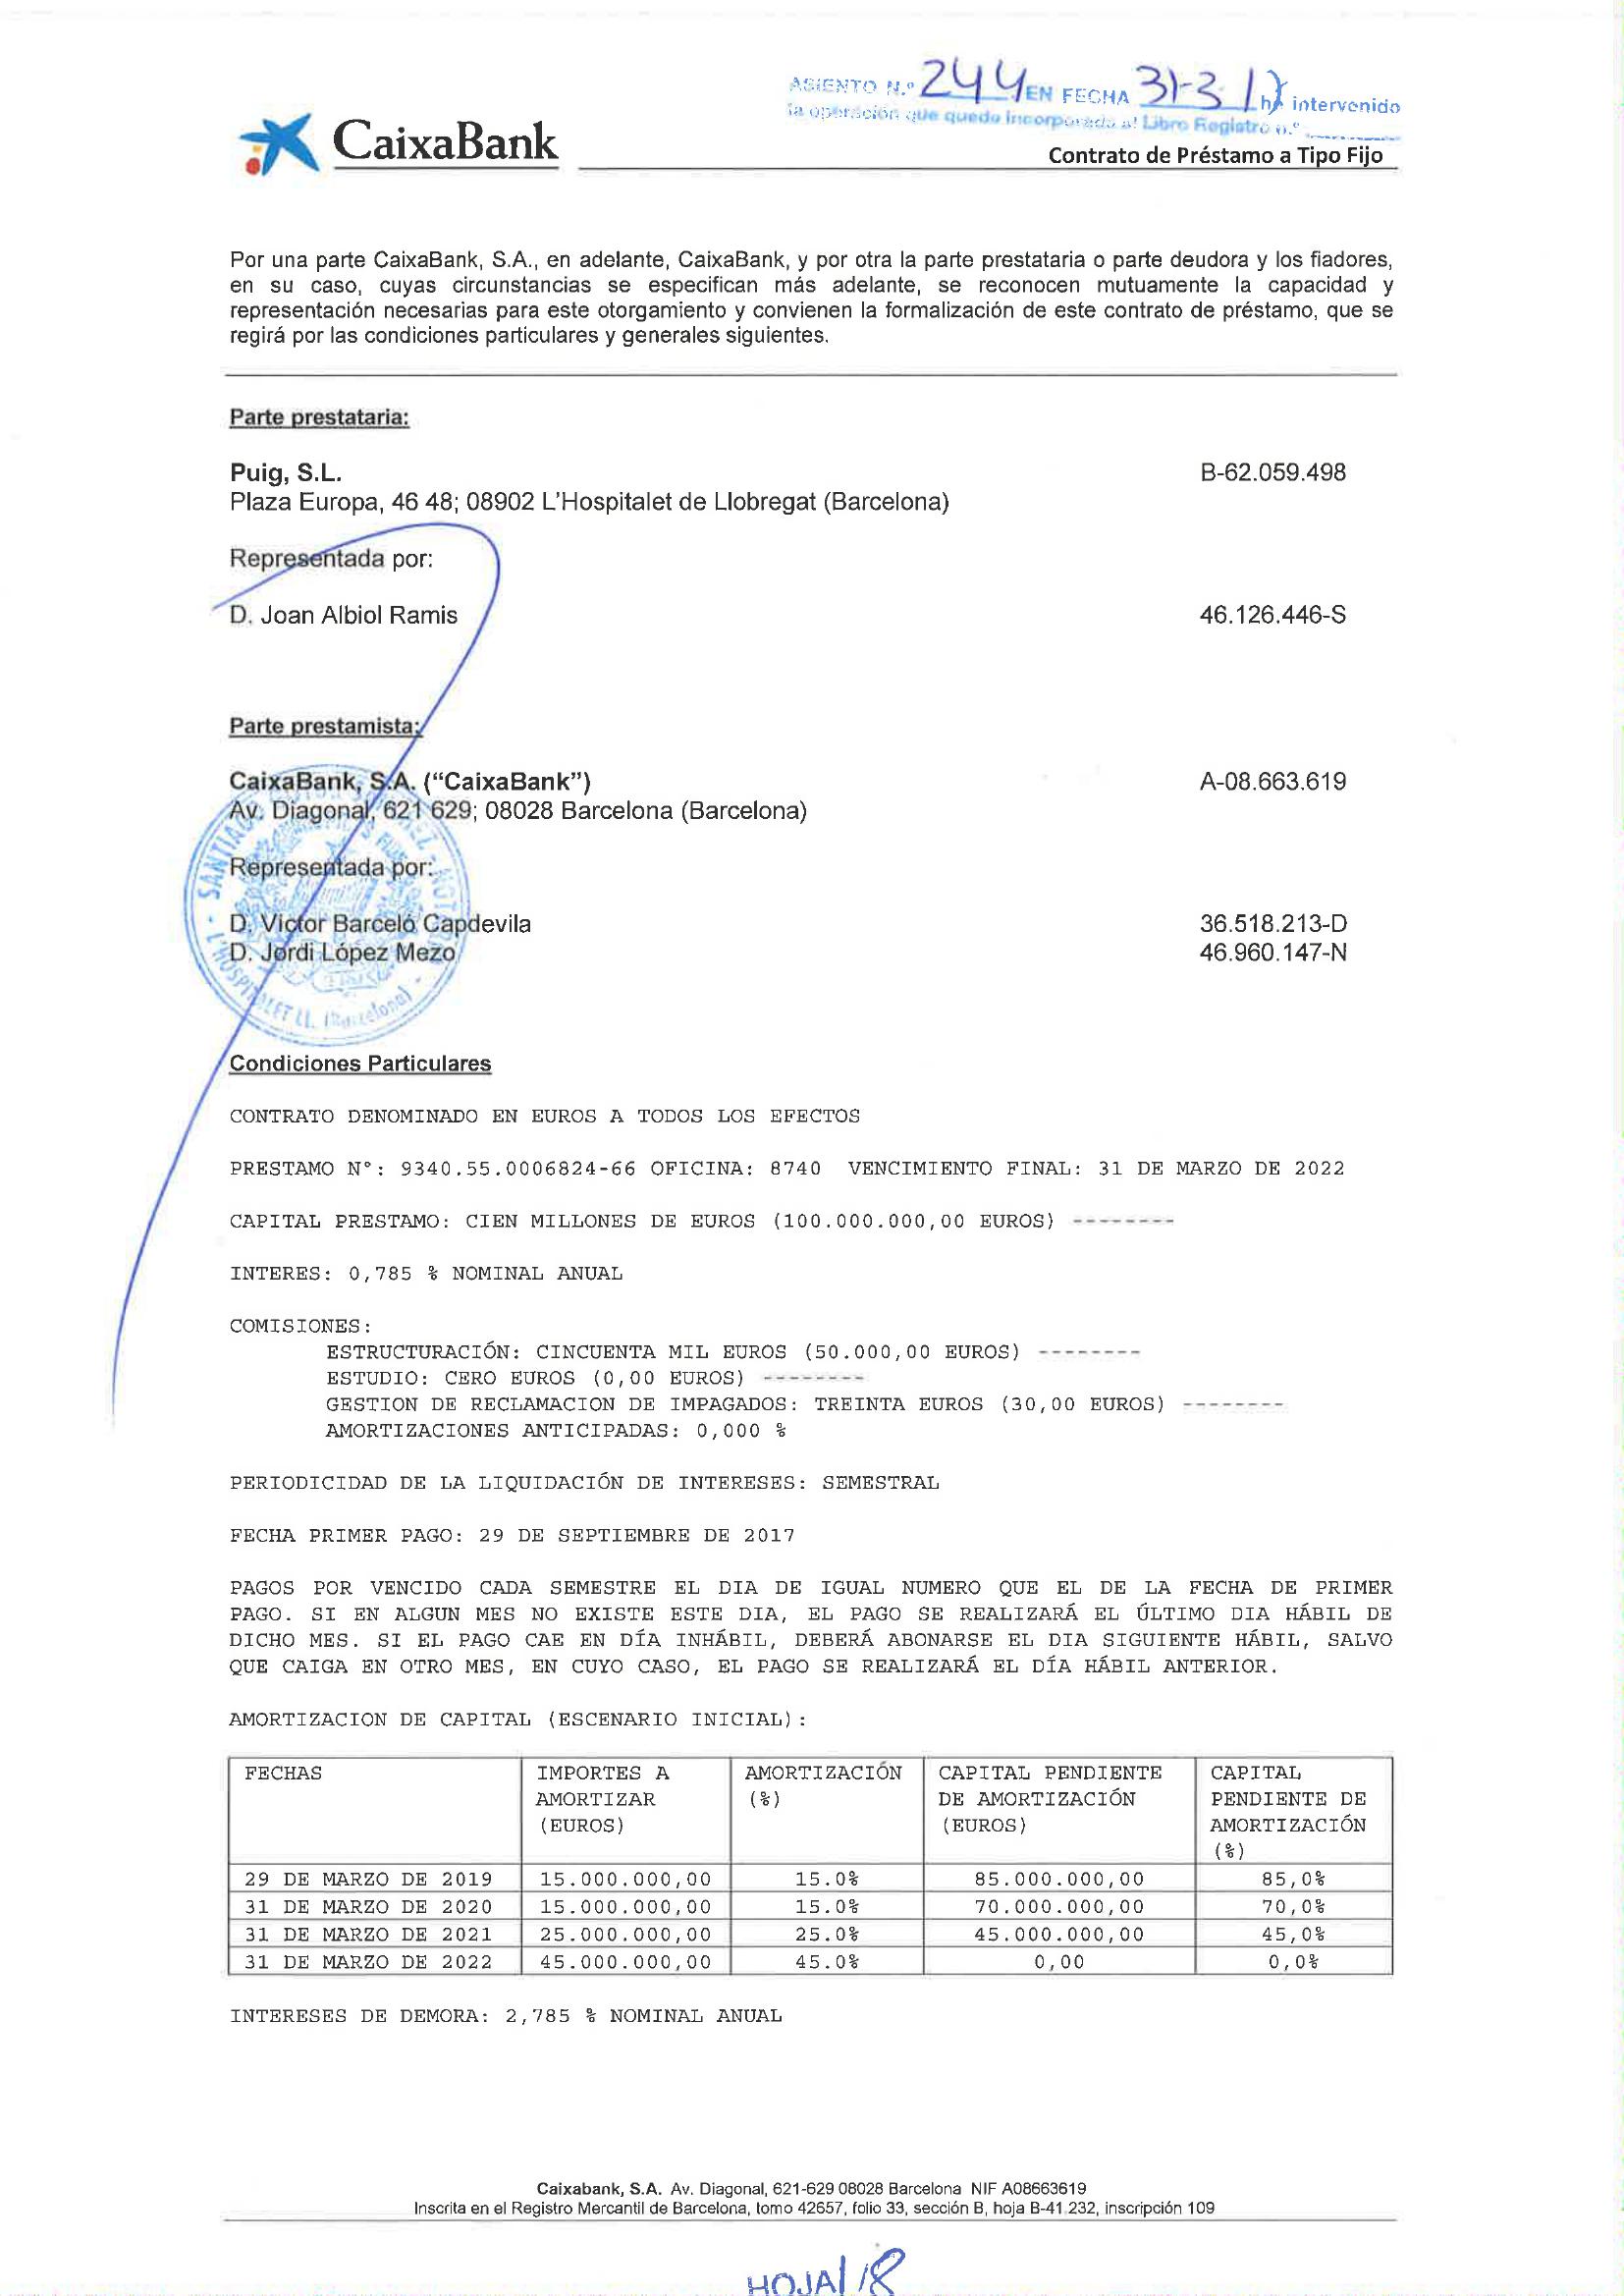 ASIENTO N.º 244 EN FECHA 31-3-17 he intervenido
la operación que queda incorporada al Libro Registro n.º
CaixaBank
Contrato de Préstamo a Tipo Fijo
Por una parte CaixaBank, S.A., en adelante, CaixaBank, y por otra la parte prestataria o parte deudora y los fiadores,
en su caso, cuyas circunstancias se especifican más adelante, se reconocen mutuamente la capacidad y
representación necesarias para este otorgamiento y convienen la formalización de este contrato de préstamo, que se
regirá por las condiciones particulares y generales siguientes.
Parte prestataria:
Puig, S.L. B-62.059.498
Plaza Europa, 46 48; 08902 L'Hospitalet de Llobregat (Barcelona)
Representada por:
D. Joan Albiol Ramis 46.126.446-S
Parte prestamista:
CaixaBank, S.A. ("CaixaBank") A-08.663.619
Av. Diagonal, 621 629; 08028 Barcelona (Barcelona)
Representada por:
D. Victor Barceló Capdevila 36.518.213-D
D. Jordi López Mezo 46.960.147-N
L'HOSPITALET LL. (Barcelona)
Condiciones Particulares
CONTRATO DENOMINADO EN EUROS A TODOS LOS EFECTOS
PRESTAMO Nº: 9340.55.0006824-66 OFICINA: 8740 VENCIMIENTO FINAL: 31 DE MARZO DE 2022
CAPITAL PRESTAMO: CIEN MILLONES DE EUROS (100.000.000,00 EUROS) --------
INTERES: 0,785 % NOMINAL ANUAL
COMISIONES:
ESTRUCTURACIÓN: CINCUENTA MIL EUROS (50.000,00 EUROS) --------
ESTUDIO: CERO EUROS (0,00 EUROS) --------
GESTION DE RECLAMACION DE IMPAGADOS: TREINTA EUROS (30,00 EUROS) --------
AMORTIZACIONES ANTICIPADAS: 0,000 %
PERIODICIDAD DE LA LIQUIDACIÓN DE INTERESES: SEMESTRAL
FECHA PRIMER PAGO: 29 DE SEPTIEMBRE DE 2017
PAGOS POR VENCIDO CADA SEMESTRE EL DIA DE IGUAL NUMERO QUE EL DE LA FECHA DE PRIMER
PAGO. SI EN ALGUN MES NO EXISTE ESTE DIA, EL PAGO SE REALIZARÁ EL ÚLTIMO DIA HÁBIL DE
DICHO MES. SI EL PAGO CAE EN DÍA INHÁBIL, DEBERÁ ABONARSE EL DIA SIGUIENTE HÁBIL, SALVO
QUE CAIGA EN OTRO MES, EN CUYO CASO, EL PAGO SE REALIZARÁ EL DÍA HÁBIL ANTERIOR.
AMORTIZACION DE CAPITAL (ESCENARIO INICIAL):
FECHAS IMPORTES A AMORTIZAR (EUROS) AMORTIZACIÓN (%) CAPITAL PENDIENTE DE AMORTIZACIÓN (EUROS) CAPITAL PENDIENTE DE AMORTIZACIÓN (%)
29 DE MARZO DE 2019 15.000.000,00 15.0% 85.000.000,00 85,0%
31 DE MARZO DE 2020 15.000.000,00 15.0% 70.000.000,00 70,0%
31 DE MARZO DE 2021 25.000.000,00 25.0% 45.000.000,00 45,0%
31 DE MARZO DE 2022 45.000.000,00 45.0% 0,00 0,0%
INTERESES DE DEMORA: 2,785 % NOMINAL ANUAL
Caixabank, S.A. Av. Diagonal, 621-629 08028 Barcelona NIF A08663619
Inscrita en el Registro Mercantil de Barcelona, tomo 42657, folio 33, sección B, hoja B-41.232, inscripción 109
HOJA 1/8